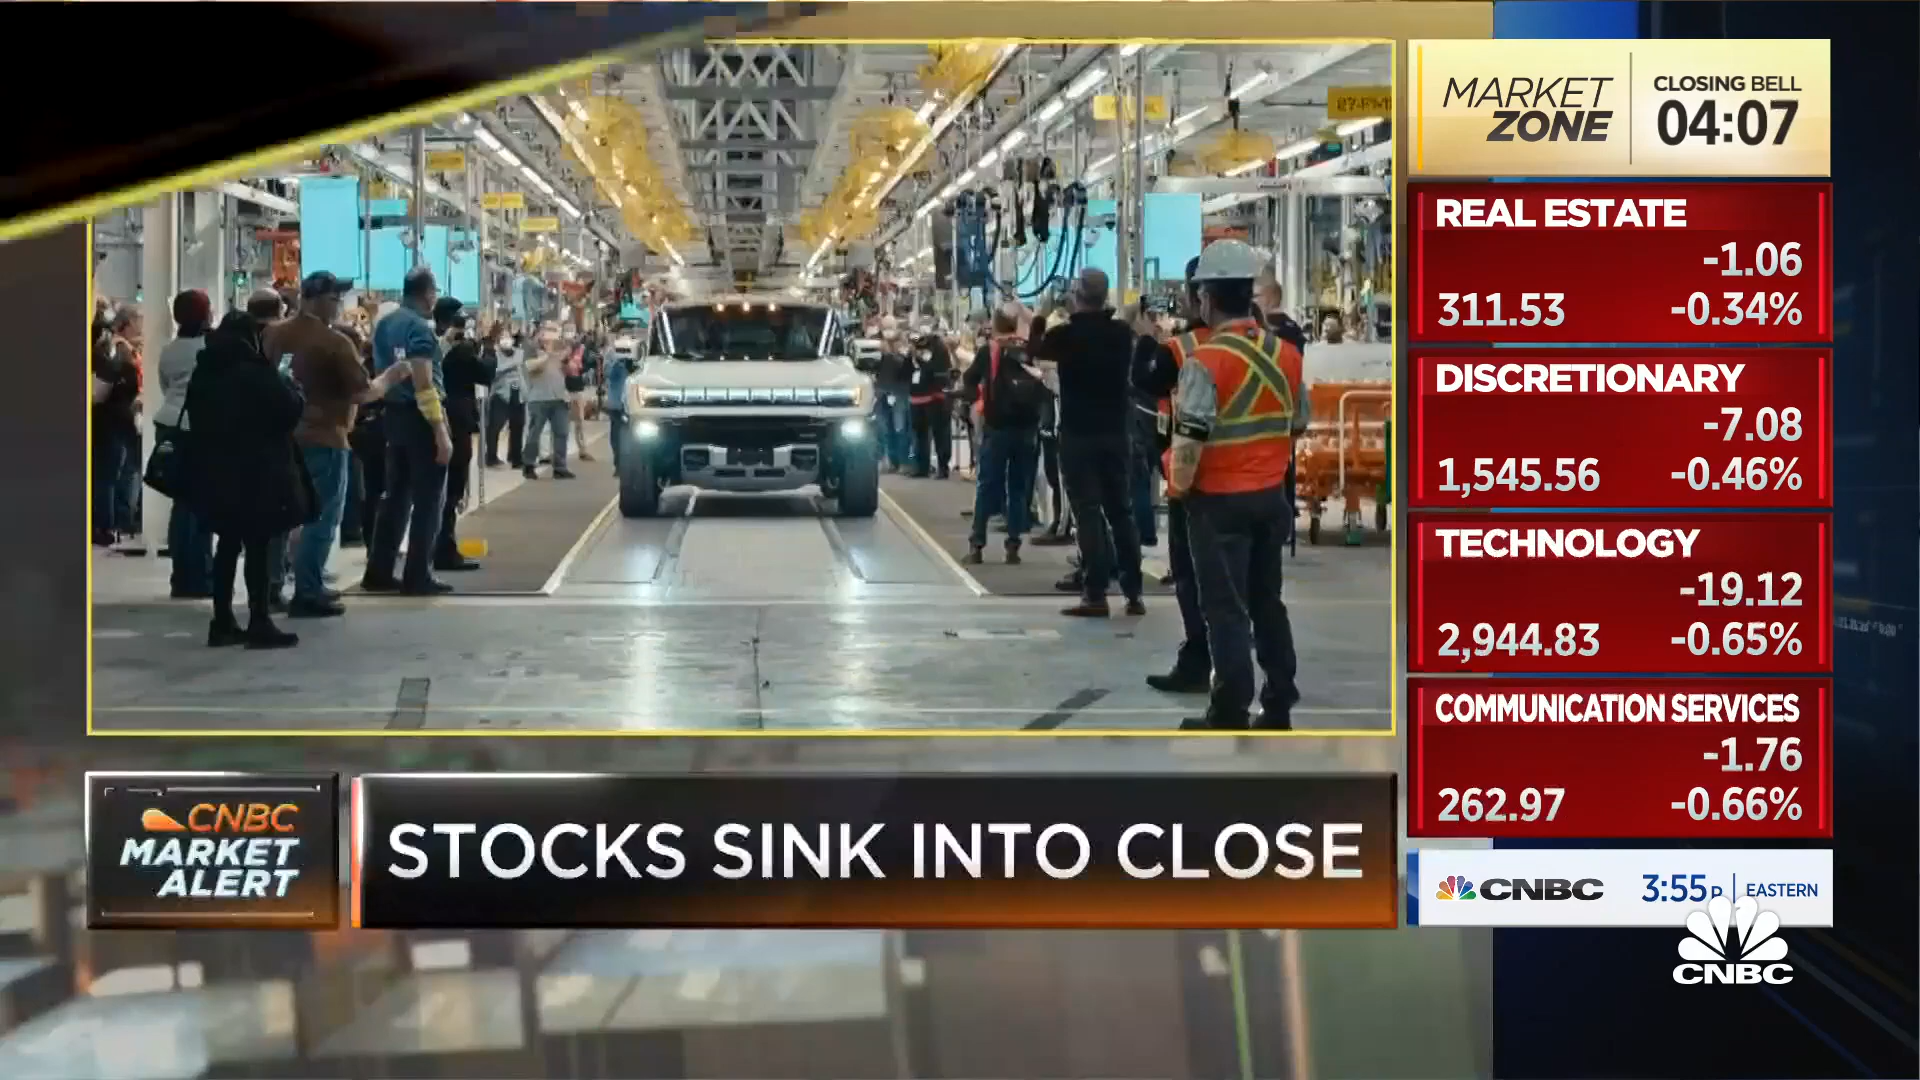 MARKET
ZONE
CLOSING BELL
04:07
REAL ESTATE
-1.06
311.53 -0.34%
DISCRETIONARY
-7.08
1,545.56 -0.46%
TECHNOLOGY
-19.12
2,944.83 -0.65%
COMMUNICATION SERVICES
-1.76
262.97 -0.66%
CNBC
MARKET
ALERT
STOCKS SINK INTO CLOSE
CNBC 3:55P EASTERN
CNBC